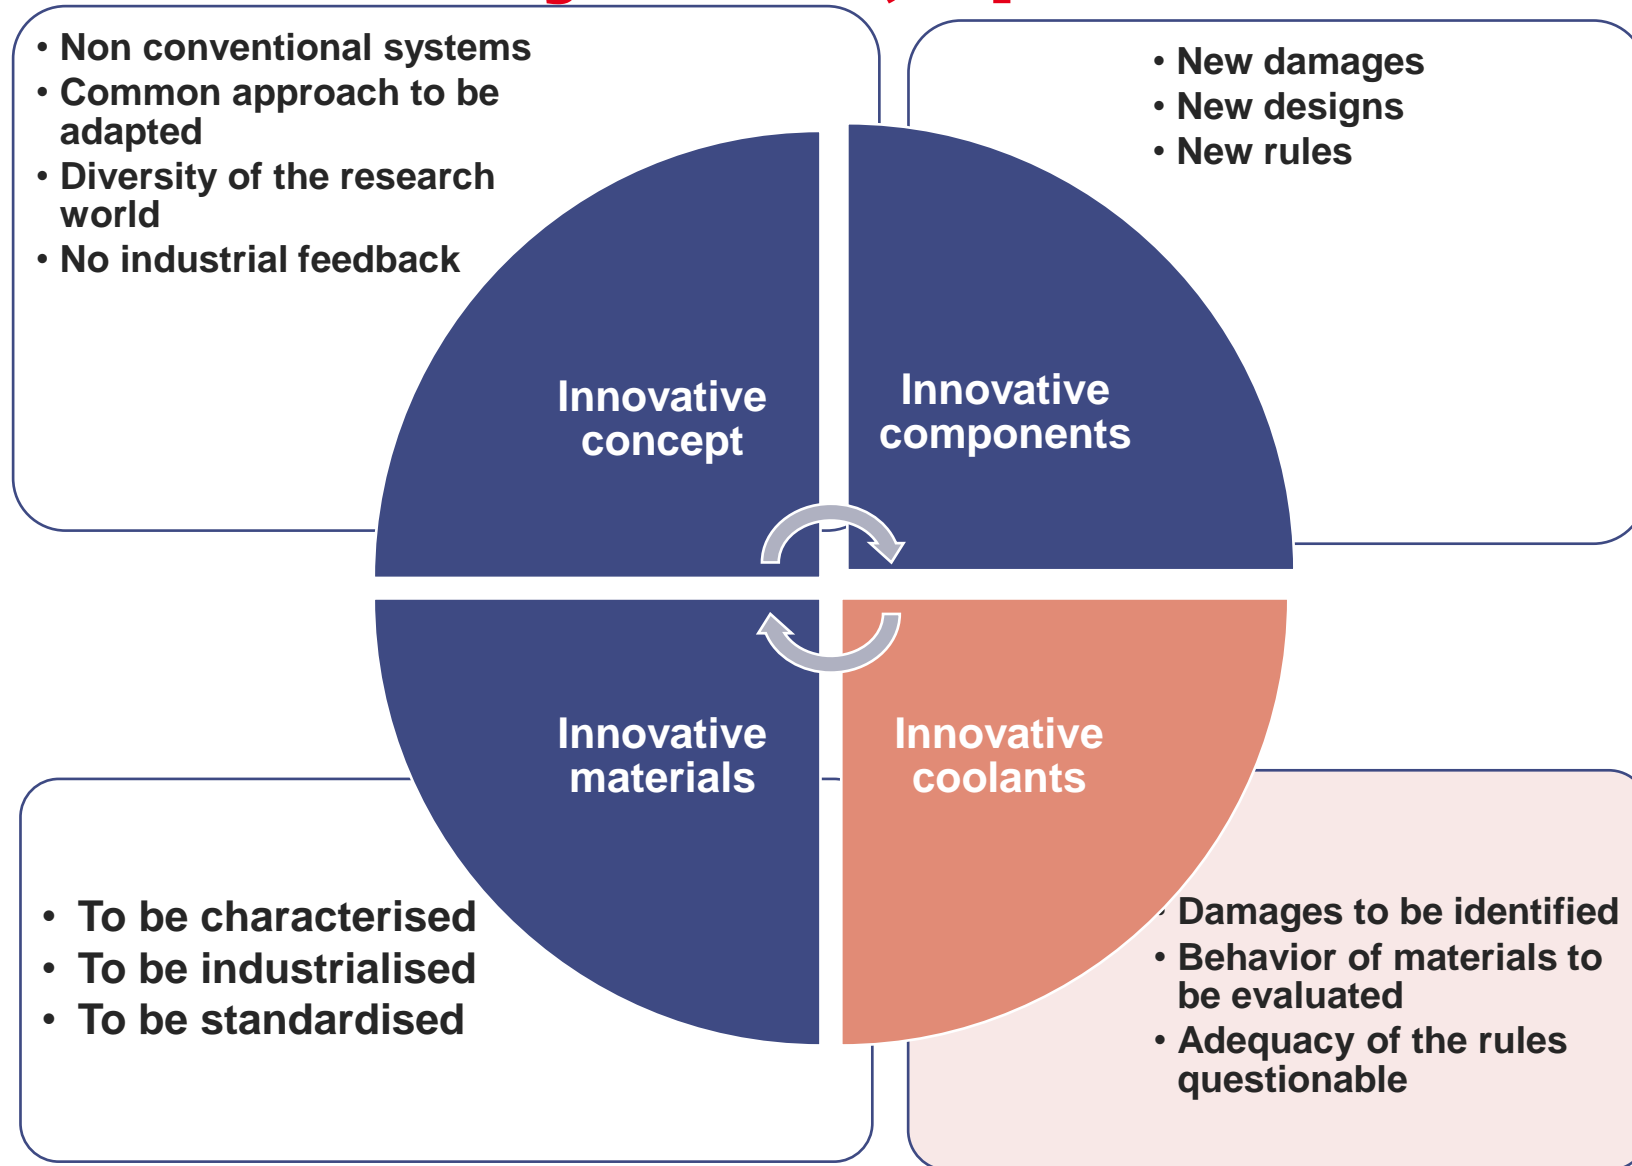 • Non conventional systems
• Common approach to be
adapted
• Diversity of the research
world
• No industrial feedback
• New damages
• New designs
• New rules
Innovative
concept
Innovative
components
Innovative
materials
Innovative
coolants
• To be characterised
• To be industrialised
• To be standardised
• Damages to be identified
• Behavior of materials to
be evaluated
• Adequacy of the rules
questionable